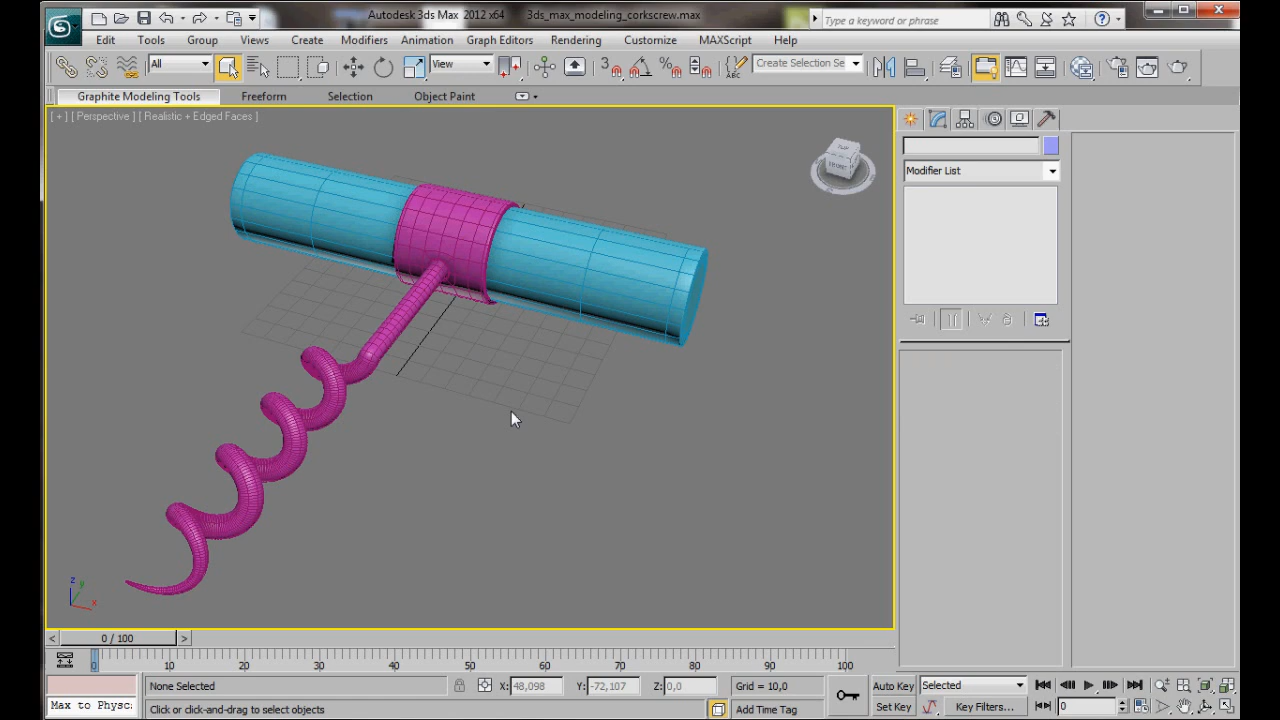 Autodesk 3ds Max 2012 x64 3ds_max_modeling_corkscrew.max
Type a keyword or phrase
Edit Tools Group Views Create Modifiers Animation Graph Editors Rendering Customize MAXScript Help
All
View
3
%
ABC
Create Selection Se
Graphite Modeling Tools Freeform Selection Object Paint
[ + ] [ Perspective ] [ Realistic + Edged Faces ]
Modifier List
z
y
x
< 0 / 100 >
0 10 20 30 40 50 60 70 80 90 100
None Selected X: 48,098 Y: -72,107 Z: 0,0 Grid = 10,0 Auto Key Selected
Max to Physc: Click or click-and-drag to select objects Add Time Tag Set Key Key Filters... 0